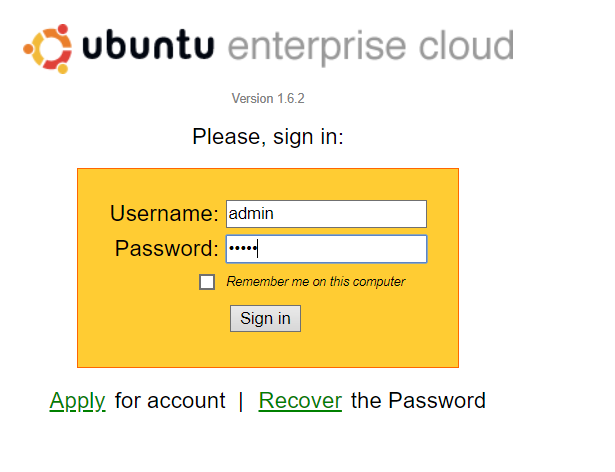 ubuntu enterprise cloud
Version 1.6.2
Please, sign in:
Username: admin
Password: •••••
Remember me on this computer
Sign in
Apply for account | Recover the Password